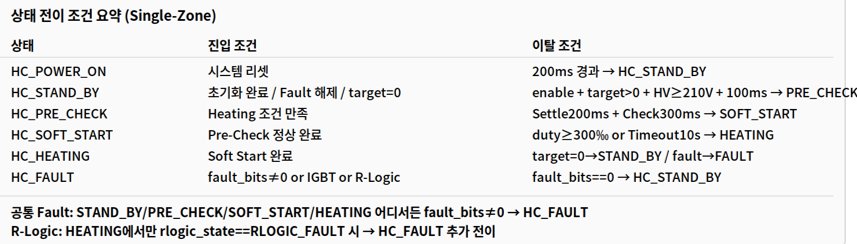 상태 전이 조건 요약 (Single-Zone)
상태 진입 조건 이탈 조건
HC_POWER_ON 시스템 리셋 200ms 경과 → HC_STAND_BY
HC_STAND_BY 초기화 완료 / Fault 해제 / target=0 enable + target>0 + HV≥210V + 100ms → PRE_CHECK
HC_PRE_CHECK Heating 조건 만족 Settle200ms + Check300ms → SOFT_START
HC_SOFT_START Pre-Check 정상 완료 duty≥300‰ or Timeout10s → HEATING
HC_HEATING Soft Start 완료 target=0→STAND_BY / fault→FAULT
HC_FAULT fault_bits≠0 or IGBT or R-Logic fault_bits==0 → HC_STAND_BY
공통 Fault: STAND_BY/PRE_CHECK/SOFT_START/HEATING 어디서든 fault_bits≠0 → HC_FAULT
R-Logic: HEATING에서만 rlogic_state==RLOGIC_FAULT 시 → HC_FAULT 추가 전이